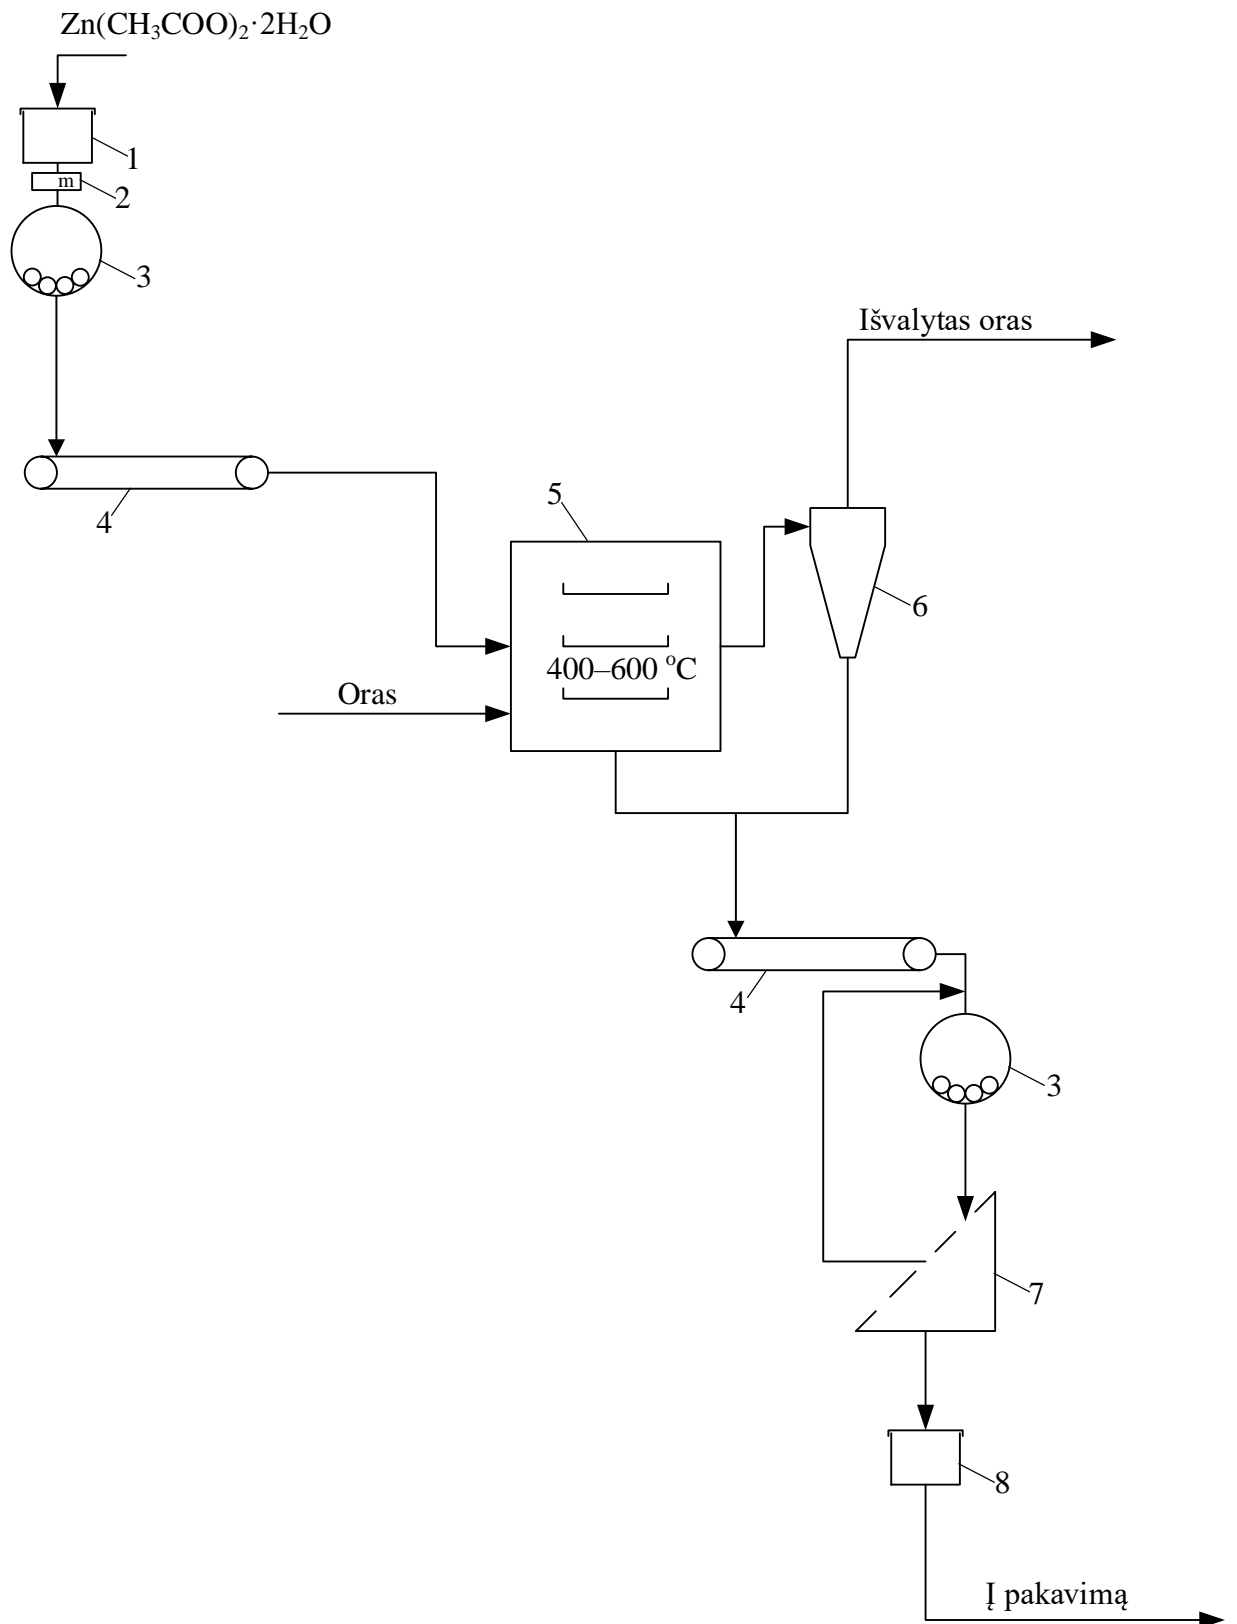 Zn(CH₃COO)₂·2H₂O
1
m
2
3
Išvalytas oras
4
5
6
400–600 °C
Oras
4
3
7
8
Į pakavimą